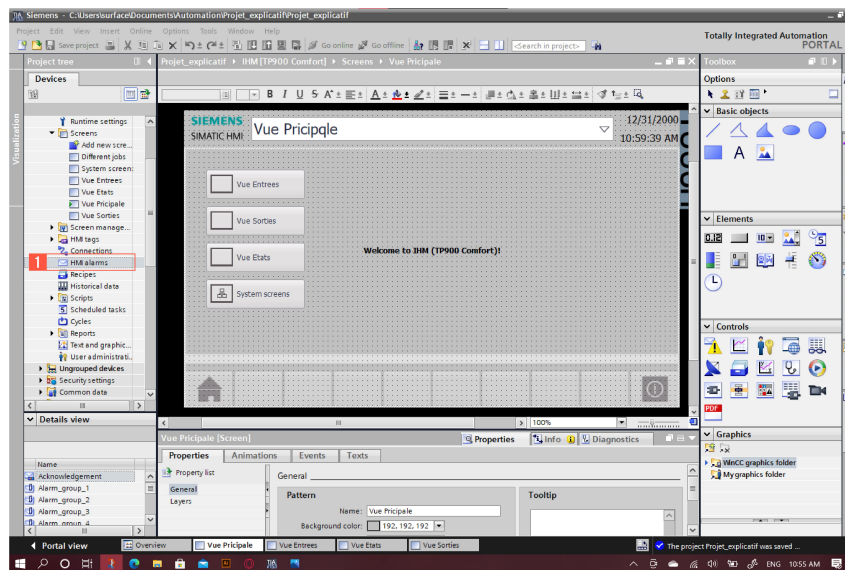 Siemens - C:\Users\surface\Documents\Automation\Projet_explicatif\Projet_explicatif
Project Edit View Insert Online Options Tools Window Help
Totally Integrated Automation
PORTAL
Save project
Go online
Go offline
<Search in project>
Project tree
Projet_explicatif IHM [TP900 Comfort] Screens Vue Pricipale
Toolbox
Devices
Options
B I U S A
Visualization
Runtime settings
Screens
Add new scre...
Different jobs
System screen:
Vue Entrees
Vue Etats
Vue Pricipale
Vue Sorties
Screen manage...
HMI tags
Connections
1 HMI alarms
Recipes
Historical data
Scripts
Scheduled tasks
Cycles
Reports
Text and graphic...
User administrati..
Ungrouped devices
Security settings
Common data
SIEMENS
SIMATIC HMI
Vue Pricipqle
12/31/2000
10:59:39 AM
Vue Entrees
Vue Sorties
Vue Etats
System screens
Welcome to IHM (TP900 Comfort)!
Basic objects
A
Elements
Controls
PDF
Graphics
WinCC graphics folder
My graphics folder
100%
Details view
Name
Acknowledgement
Alarm_group_1
Alarm_group_2
Alarm_group_3
Alarm_group_4
Vue Pricipale [Screen]
Properties Info Diagnostics
Properties Animations Events Texts
Property list
General
Layers
General
Pattern
Name: Vue Pricipale
Background color: 192, 192, 192
Tooltip
Portal view Overview Vue Pricipale Vue Entrees Vue Etats Vue Sorties
The project Projet_explicatif was saved ...
ENG 10:55 AM